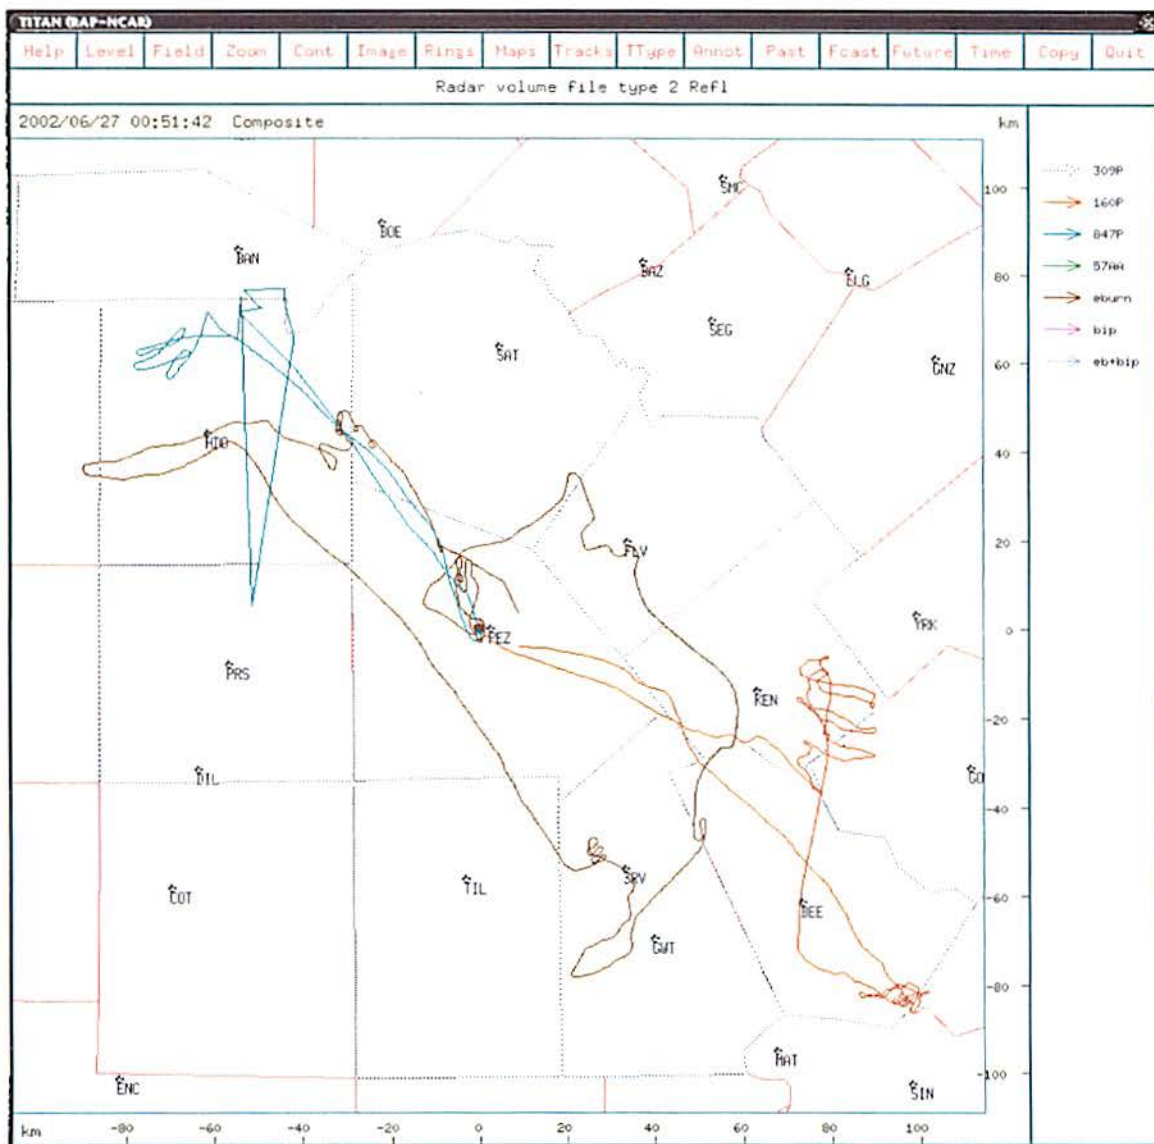 TITAN (RAP-NCAR)
Help Level Field Zoom Cont Image Rings Maps Tracks TType Annot Past Fcast Future Time Copy Quit
Radar volume file type 2 Refl
2002/06/27 00:51:42 Composite
km
309P
160P
847P
57AA
eburn
bip
eb+bip
SMC
100
BOE
BAN
BAZ
ELG
80
SEG
SAT
GNZ
60
HDO
40
FLV
20
YRK
PEZ
0
PRS
KEN
-20
DIL
GO
-40
COT
TIL
3RV
BEE
-60
GWT
-80
MAT
ENC
SIN
-100
km -80 -60 -40 -20 0 20 40 60 80 100